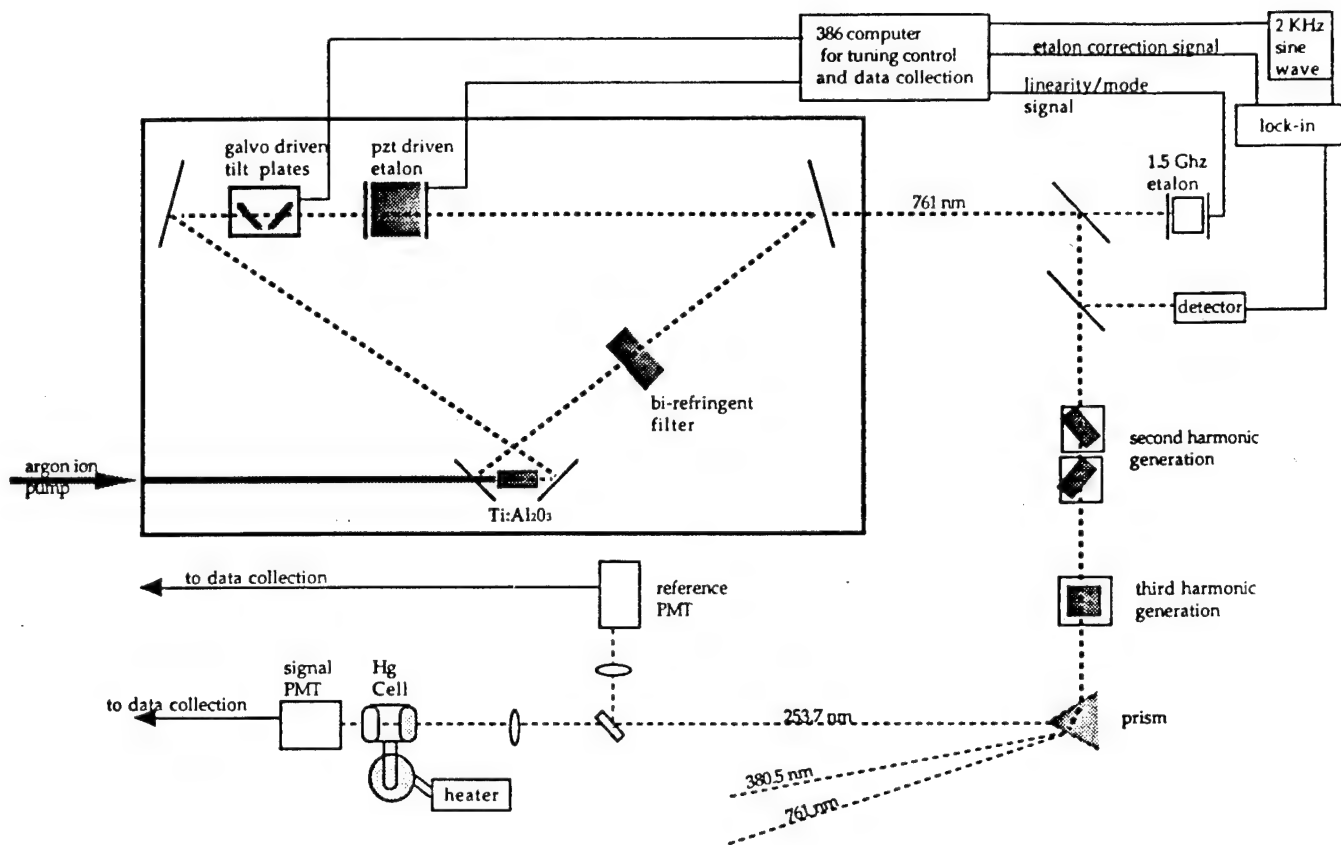 386 computer
for tuning control
and data collection
etalon correction signal
linearity/mode
signal
2 KHz
sine
wave
lock-in
galvo driven
tilt plates
pzt driven
etalon
1.5 Ghz
etalon
761 nm
detector
bi-refringent
filter
second harmonic
generation
argon ion
pump
Ti:Al₂0₃
to data collection
reference
PMT
third harmonic
generation
signal
PMT
Hg
Cell
to data collection
253.7 nm
prism
380.5 nm
761 nm
heater